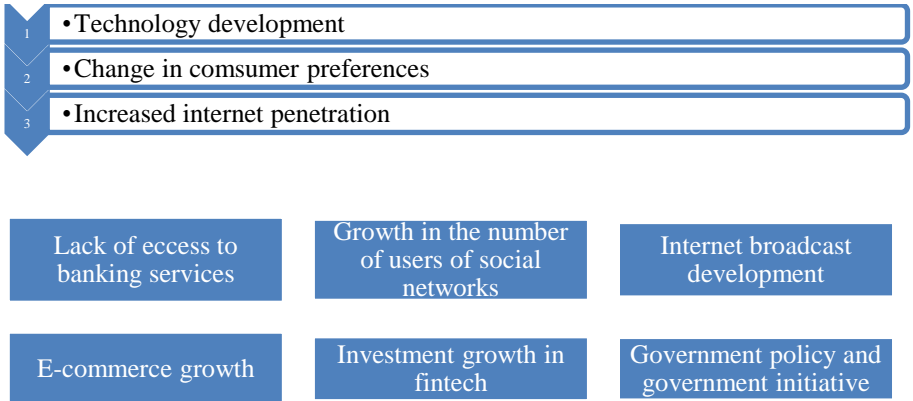 1
•Technology development
2
•Change in comsumer preferences
3
•Increased internet penetration
Lack of eccess to
banking services
Growth in the number
of users of social
networks
Internet broadcast
development
E-commerce growth
Investment growth in
fintech
Government policy and
government initiative